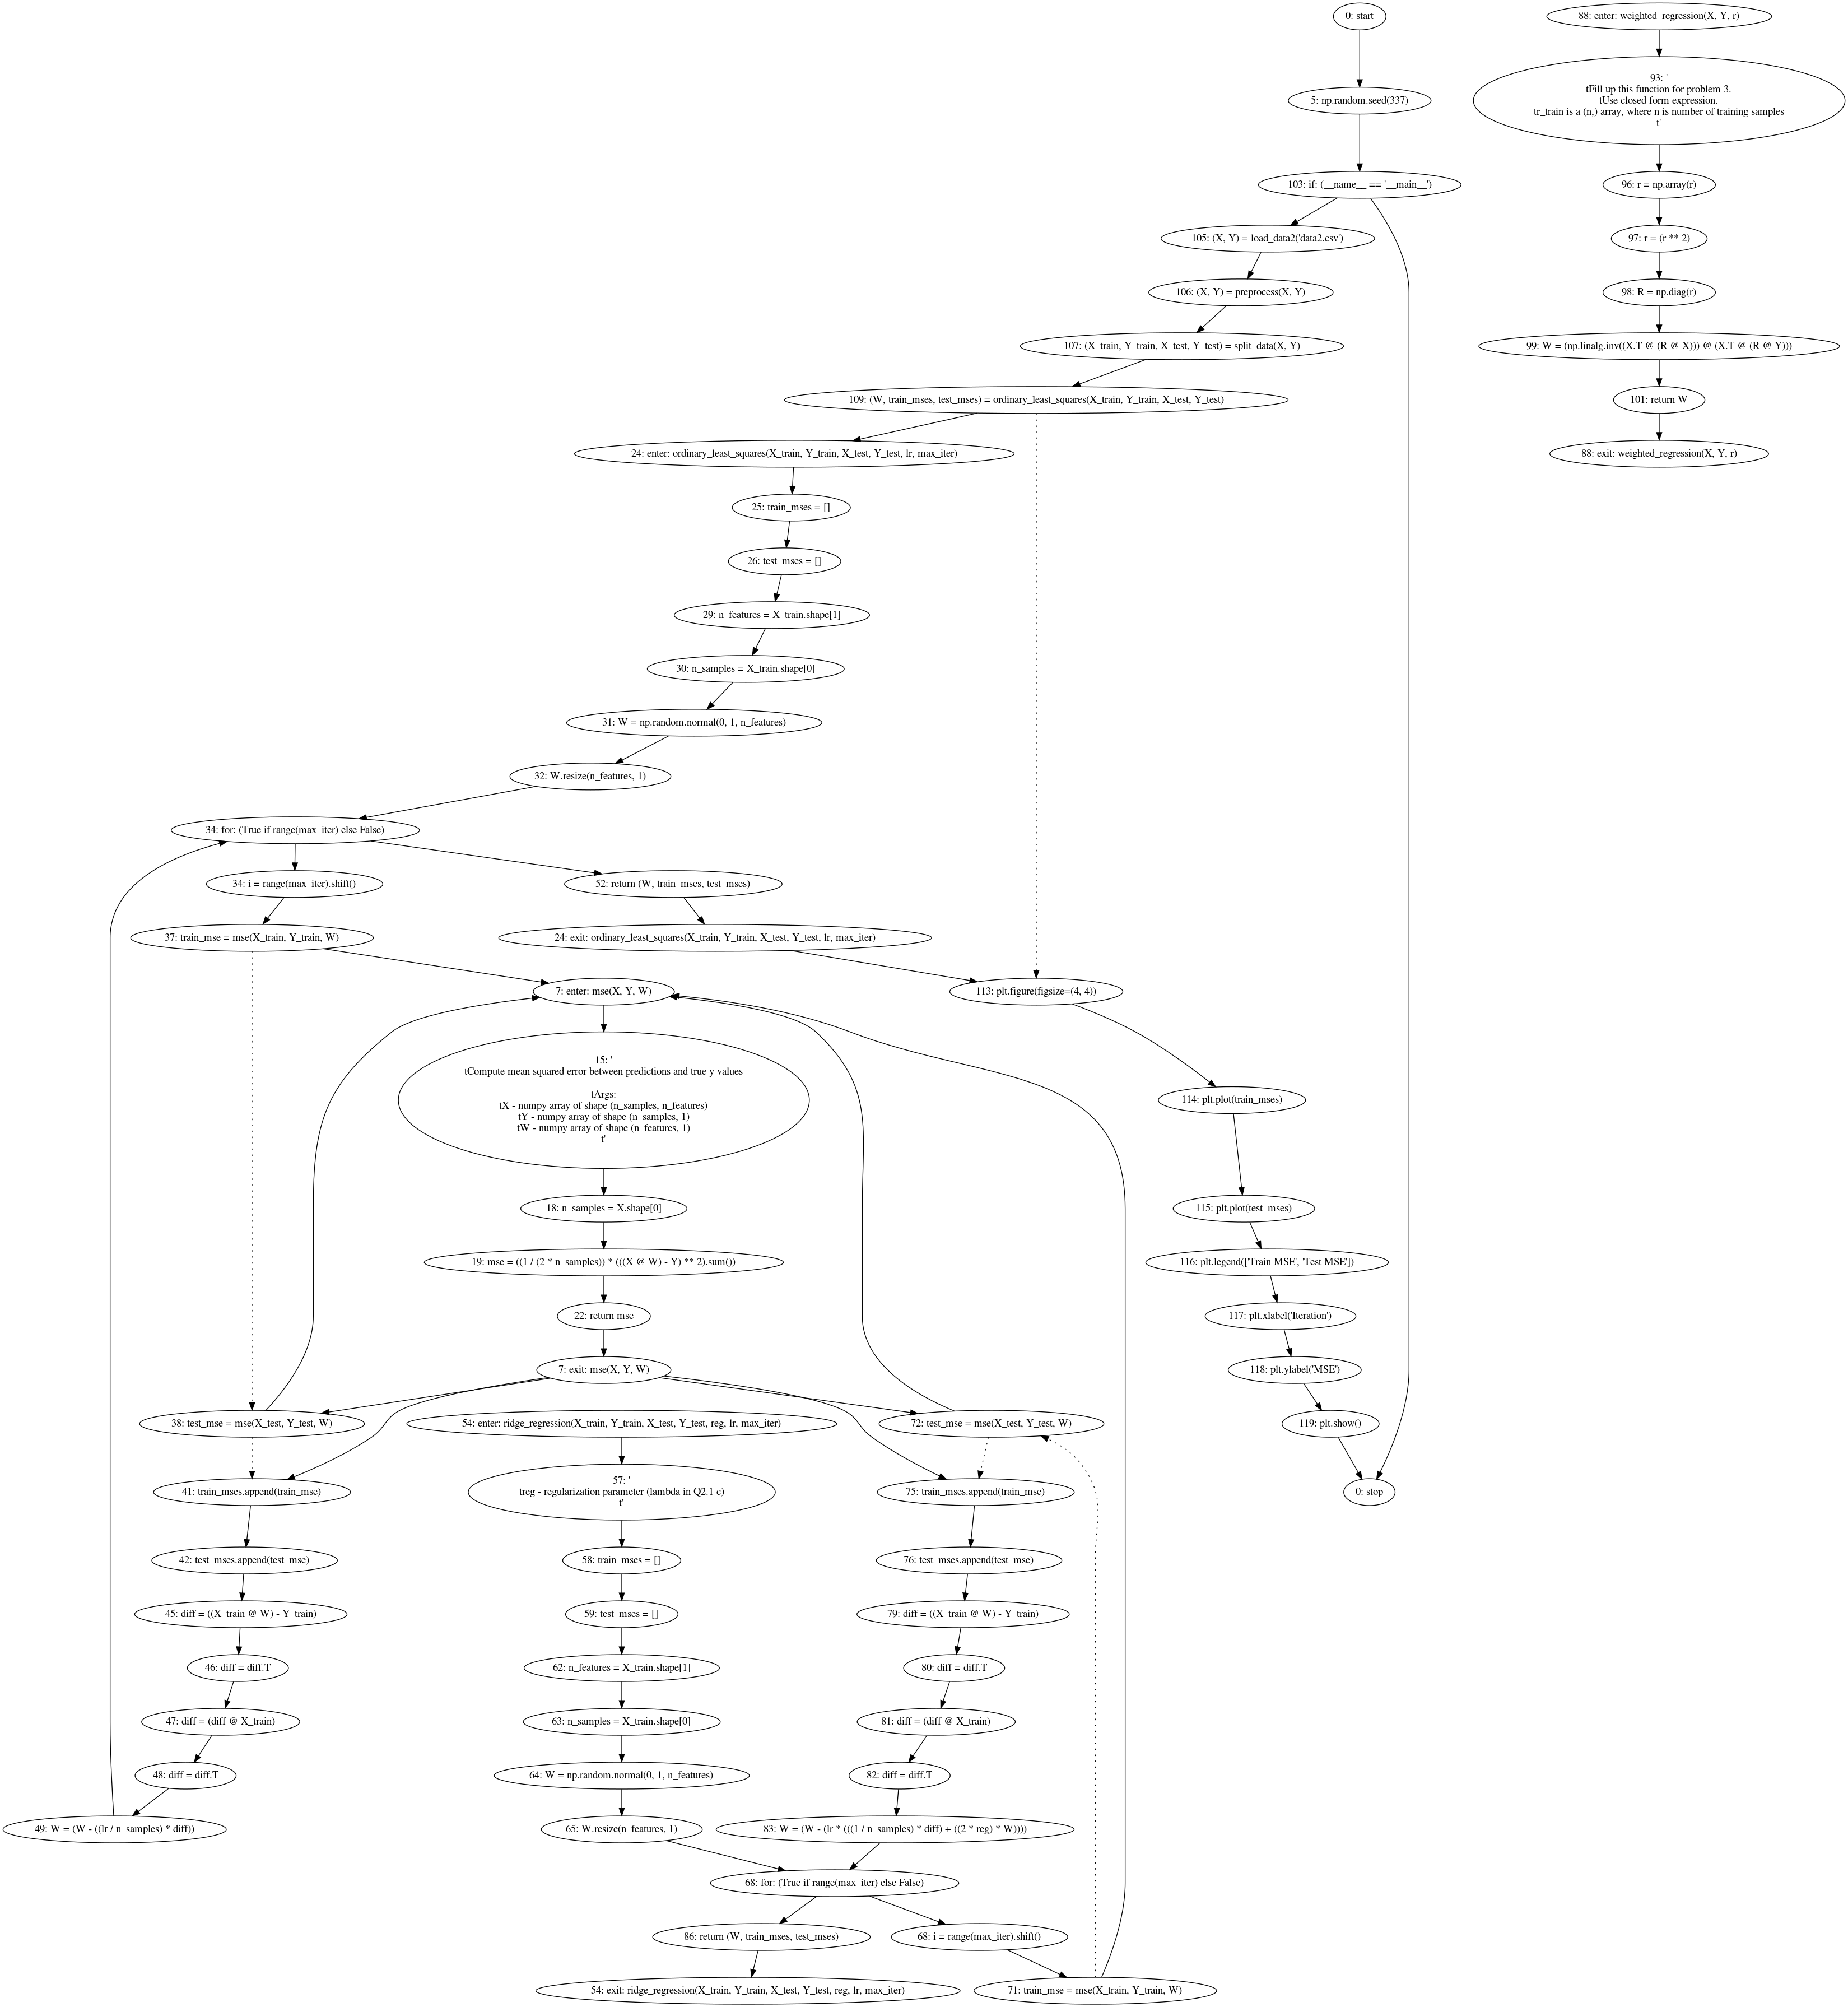 0: start
88: enter: weighted_regression(X, Y, r)
5: np.random.seed(337)
93: '
tFill up this function for problem 3.
tUse closed form expression.
tr_train is a (n,) array, where n is number of training samples
t'
103: if: (__name__ == '__main__')
96: r = np.array(r)
105: (X, Y) = load_data2('data2.csv')
97: r = (r ** 2)
106: (X, Y) = preprocess(X, Y)
98: R = np.diag(r)
107: (X_train, Y_train, X_test, Y_test) = split_data(X, Y)
99: W = (np.linalg.inv((X.T @ (R @ X))) @ (X.T @ (R @ Y)))
109: (W, train_mses, test_mses) = ordinary_least_squares(X_train, Y_train, X_test, Y_test)
101: return W
24: enter: ordinary_least_squares(X_train, Y_train, X_test, Y_test, lr, max_iter)
88: exit: weighted_regression(X, Y, r)
25: train_mses = []
26: test_mses = []
29: n_features = X_train.shape[1]
30: n_samples = X_train.shape[0]
31: W = np.random.normal(0, 1, n_features)
32: W.resize(n_features, 1)
34: for: (True if range(max_iter) else False)
34: i = range(max_iter).shift()
52: return (W, train_mses, test_mses)
37: train_mse = mse(X_train, Y_train, W)
24: exit: ordinary_least_squares(X_train, Y_train, X_test, Y_test, lr, max_iter)
7: enter: mse(X, Y, W)
113: plt.figure(figsize=(4, 4))
15: '
tCompute mean squared error between predictions and true y values
tArgs:
tX - numpy array of shape (n_samples, n_features)
tY - numpy array of shape (n_samples, 1)
tW - numpy array of shape (n_features, 1)
t'
114: plt.plot(train_mses)
18: n_samples = X.shape[0]
115: plt.plot(test_mses)
19: mse = ((1 / (2 * n_samples)) * (((X @ W) - Y) ** 2).sum())
116: plt.legend(['Train MSE', 'Test MSE'])
22: return mse
117: plt.xlabel('Iteration')
7: exit: mse(X, Y, W)
118: plt.ylabel('MSE')
38: test_mse = mse(X_test, Y_test, W)
54: enter: ridge_regression(X_train, Y_train, X_test, Y_test, reg, lr, max_iter)
72: test_mse = mse(X_test, Y_test, W)
119: plt.show()
41: train_mses.append(train_mse)
57: '
treg - regularization parameter (lambda in Q2.1 c)
t'
75: train_mses.append(train_mse)
0: stop
42: test_mses.append(test_mse)
58: train_mses = []
76: test_mses.append(test_mse)
45: diff = ((X_train @ W) - Y_train)
59: test_mses = []
79: diff = ((X_train @ W) - Y_train)
46: diff = diff.T
62: n_features = X_train.shape[1]
80: diff = diff.T
47: diff = (diff @ X_train)
63: n_samples = X_train.shape[0]
81: diff = (diff @ X_train)
48: diff = diff.T
64: W = np.random.normal(0, 1, n_features)
82: diff = diff.T
49: W = (W - ((lr / n_samples) * diff))
65: W.resize(n_features, 1)
83: W = (W - (lr * (((1 / n_samples) * diff) + ((2 * reg) * W))))
68: for: (True if range(max_iter) else False)
86: return (W, train_mses, test_mses)
68: i = range(max_iter).shift()
54: exit: ridge_regression(X_train, Y_train, X_test, Y_test, reg, lr, max_iter)
71: train_mse = mse(X_train, Y_train, W)